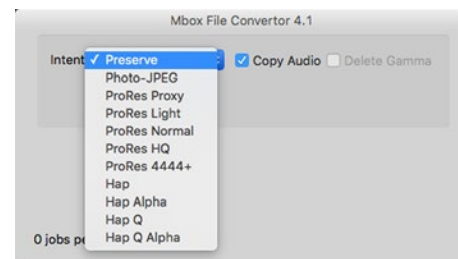 Mbox File Convertor 4.1
Intent ✓ Preserve Copy Audio Delete Gamma
Photo-JPEG
ProRes Proxy
ProRes Light
ProRes Normal
ProRes HQ
ProRes 4444+
Hap
Hap Alpha
Hap Q
Hap Q Alpha
0 jobs pe